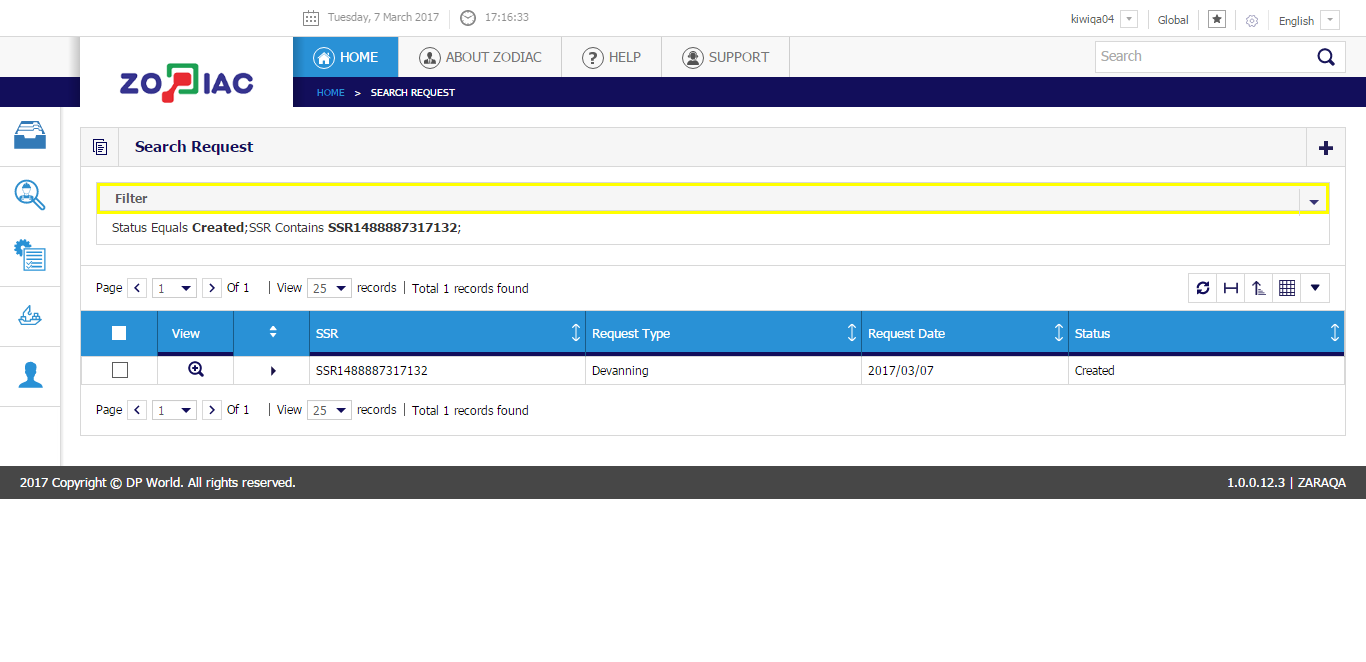 Tuesday, 7 March 2017 17:16:33 kiwiqa04 Global English
ZODIAC
HOME ABOUT ZODIAC ? HELP SUPPORT Search
HOME > SEARCH REQUEST
Search Request
Filter
Status Equals Created;SSR Contains SSR1488887317132;
Page 1 Of 1 | View 25 records | Total 1 records found
View SSR Request Type Request Date Status
SSR1488887317132 Devanning 2017/03/07 Created
Page 1 Of 1 | View 25 records | Total 1 records found
2017 Copyright © DP World. All rights reserved. 1.0.0.12.3 | ZARAQA